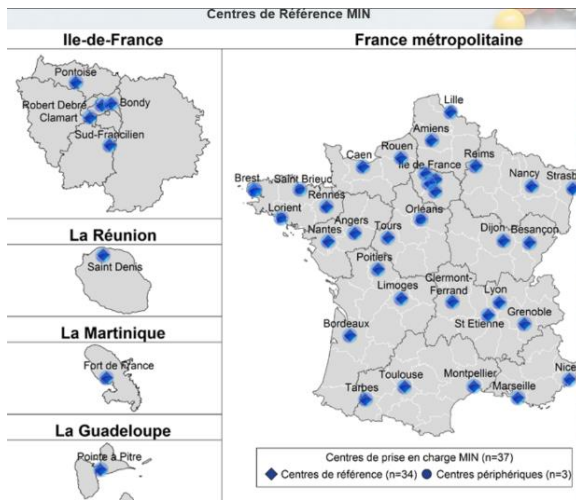 Centres de Référence MIN
Ile-de-France
Pontoise
Robert Debré
Bondy
Clamart
Sud-Francilien
La Réunion
Saint Denis
La Martinique
Fort de France
La Guadeloupe
Pointe à Pitre
France métropolitaine
Lille
Amiens
Rouen
Caen
Ile de France
Reims
Nancy
Strasb
Brest
Saint Brieuc
Rennes
Lorient
Angers
Nantes
Tours
Orléans
Dijon
Besançon
Poitiers
Limoges
Clermont-
Ferrand
Lyon
St Etienne
Grenoble
Bordeaux
Tarbes
Toulouse
Montpellier
Marseille
Nice
Centres de prise en charge MIN (n=37)
Centres de référence (n=34)
Centres périphériques (n=3)